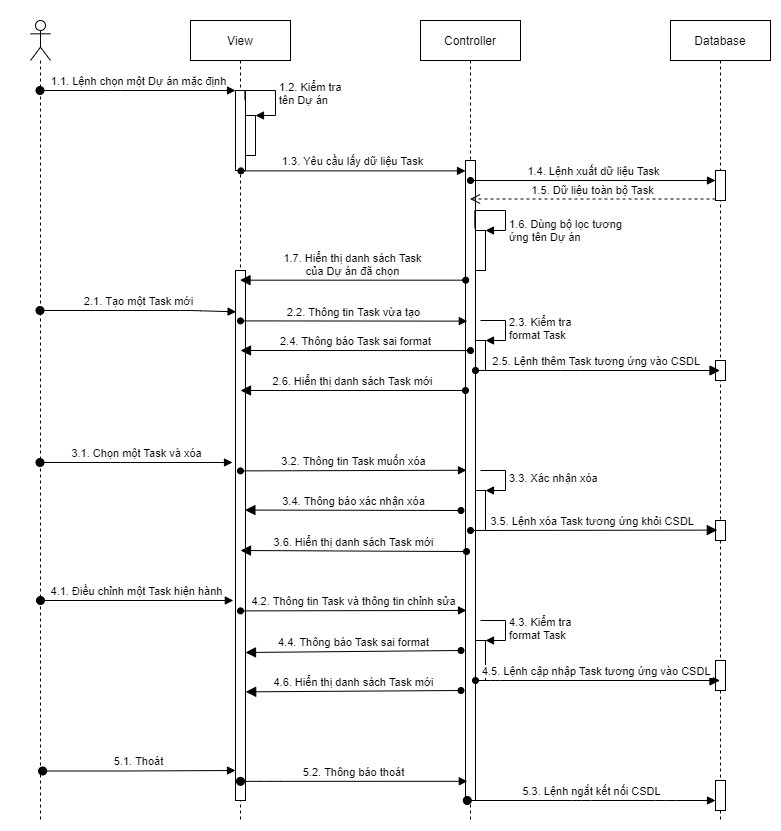 View
Controller
Database
1.1. Lệnh chọn một Dự án mặc định
1.2. Kiểm tra
tên Dự án
1.3. Yêu cầu lấy dữ liệu Task
1.4. Lệnh xuất dữ liệu Task
1.5. Dữ liệu toàn bộ Task
1.6. Dùng bộ lọc tương
ứng tên Dự án
1.7. Hiển thị danh sách Task
của Dự án đã chọn
2.1. Tạo một Task mới
2.2. Thông tin Task vừa tạo
2.3. Kiểm tra
format Task
2.4. Thông báo Task sai format
2.5. Lệnh thêm Task tương ứng vào CSDL
2.6. Hiển thị danh sách Task mới
3.1. Chọn một Task và xóa
3.2. Thông tin Task muốn xóa
3.3. Xác nhận xóa
3.4. Thông báo xác nhận xóa
3.5. Lệnh xóa Task tương ứng khỏi CSDL
3.6. Hiển thị danh sách Task mới
4.1. Điều chỉnh một Task hiện hành
4.2. Thông tin Task và thông tin chỉnh sửa
4.3. Kiểm tra
format Task
4.4. Thông báo Task sai format
4.5. Lệnh cập nhập Task tương ứng vào CSDL
4.6. Hiển thị danh sách Task mới
5.1. Thoát
5.2. Thông báo thoát
5.3. Lệnh ngắt kết nối CSDL